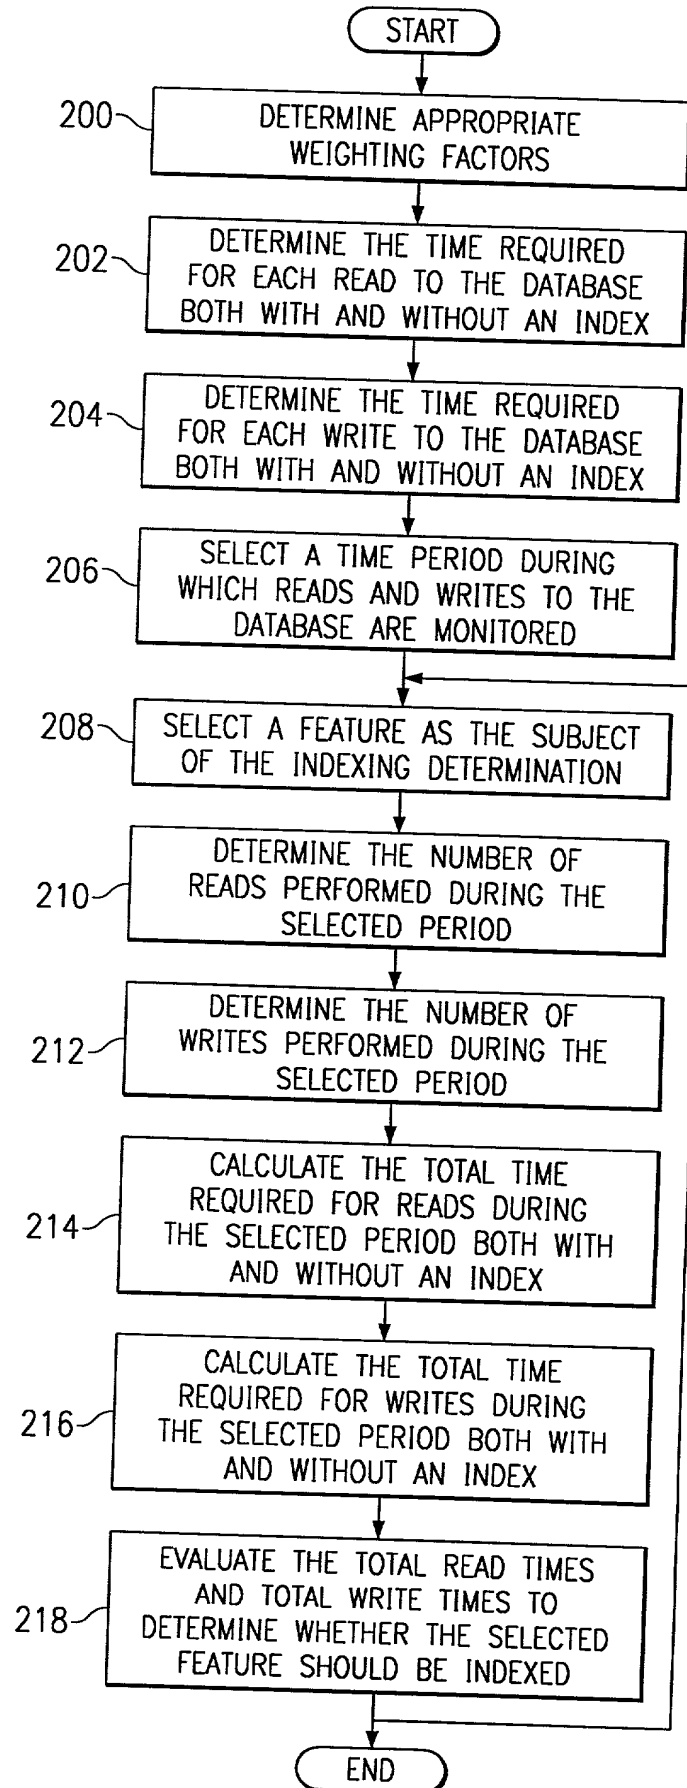 START
200
DETERMINE APPROPRIATE
WEIGHTING FACTORS
202
DETERMINE THE TIME REQUIRED
FOR EACH READ TO THE DATABASE
BOTH WITH AND WITHOUT AN INDEX
204
DETERMINE THE TIME REQUIRED
FOR EACH WRITE TO THE DATABASE
BOTH WITH AND WITHOUT AN INDEX
206
SELECT A TIME PERIOD DURING
WHICH READS AND WRITES TO THE
DATABASE ARE MONITORED
208
SELECT A FEATURE AS THE SUBJECT
OF THE INDEXING DETERMINATION
210
DETERMINE THE NUMBER OF
READS PERFORMED DURING THE
SELECTED PERIOD
212
DETERMINE THE NUMBER OF
WRITES PERFORMED DURING THE
SELECTED PERIOD
214
CALCULATE THE TOTAL TIME
REQUIRED FOR READS DURING
THE SELECTED PERIOD BOTH WITH
AND WITHOUT AN INDEX
216
CALCULATE THE TOTAL TIME
REQUIRED FOR WRITES DURING
THE SELECTED PERIOD BOTH WITH
AND WITHOUT AN INDEX
218
EVALUATE THE TOTAL READ TIMES
AND TOTAL WRITE TIMES TO
DETERMINE WHETHER THE SELECTED
FEATURE SHOULD BE INDEXED
END